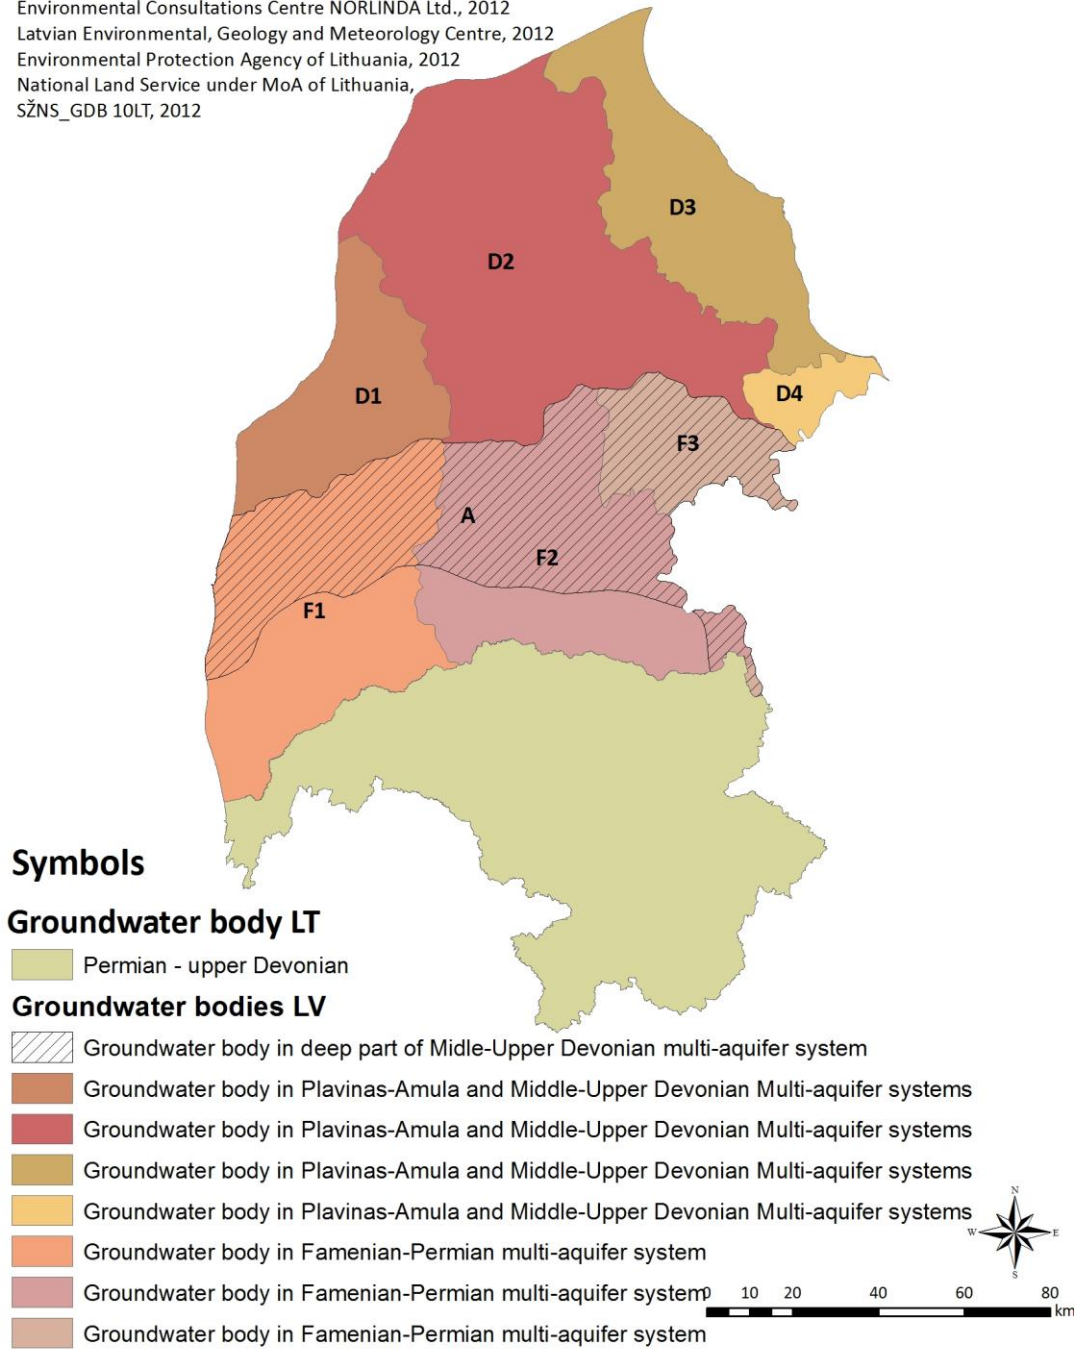 Environmental Consultations Centre NORLINDA Ltd., 2012
Latvian Environmental, Geology and Meteorology Centre, 2012
Environmental Protection Agency of Lithuania, 2012
National Land Service under MoA of Lithuania,
SŽNS_GDB 10LT, 2012
D3
D2
D1
D4
F3
A
F2
F1
Symbols
Groundwater body LT
Permian - upper Devonian
Groundwater bodies LV
Groundwater body in deep part of Midle-Upper Devonian multi-aquifer system
Groundwater body in Plavinas-Amula and Middle-Upper Devonian Multi-aquifer systems
Groundwater body in Plavinas-Amula and Middle-Upper Devonian Multi-aquifer systems
Groundwater body in Plavinas-Amula and Middle-Upper Devonian Multi-aquifer systems
Groundwater body in Plavinas-Amula and Middle-Upper Devonian Multi-aquifer systems
Groundwater body in Famenian-Permian multi-aquifer system
Groundwater body in Famenian-Permian multi-aquifer system
Groundwater body in Famenian-Permian multi-aquifer system
N
W E
S
0 10 20 40 60 80
km